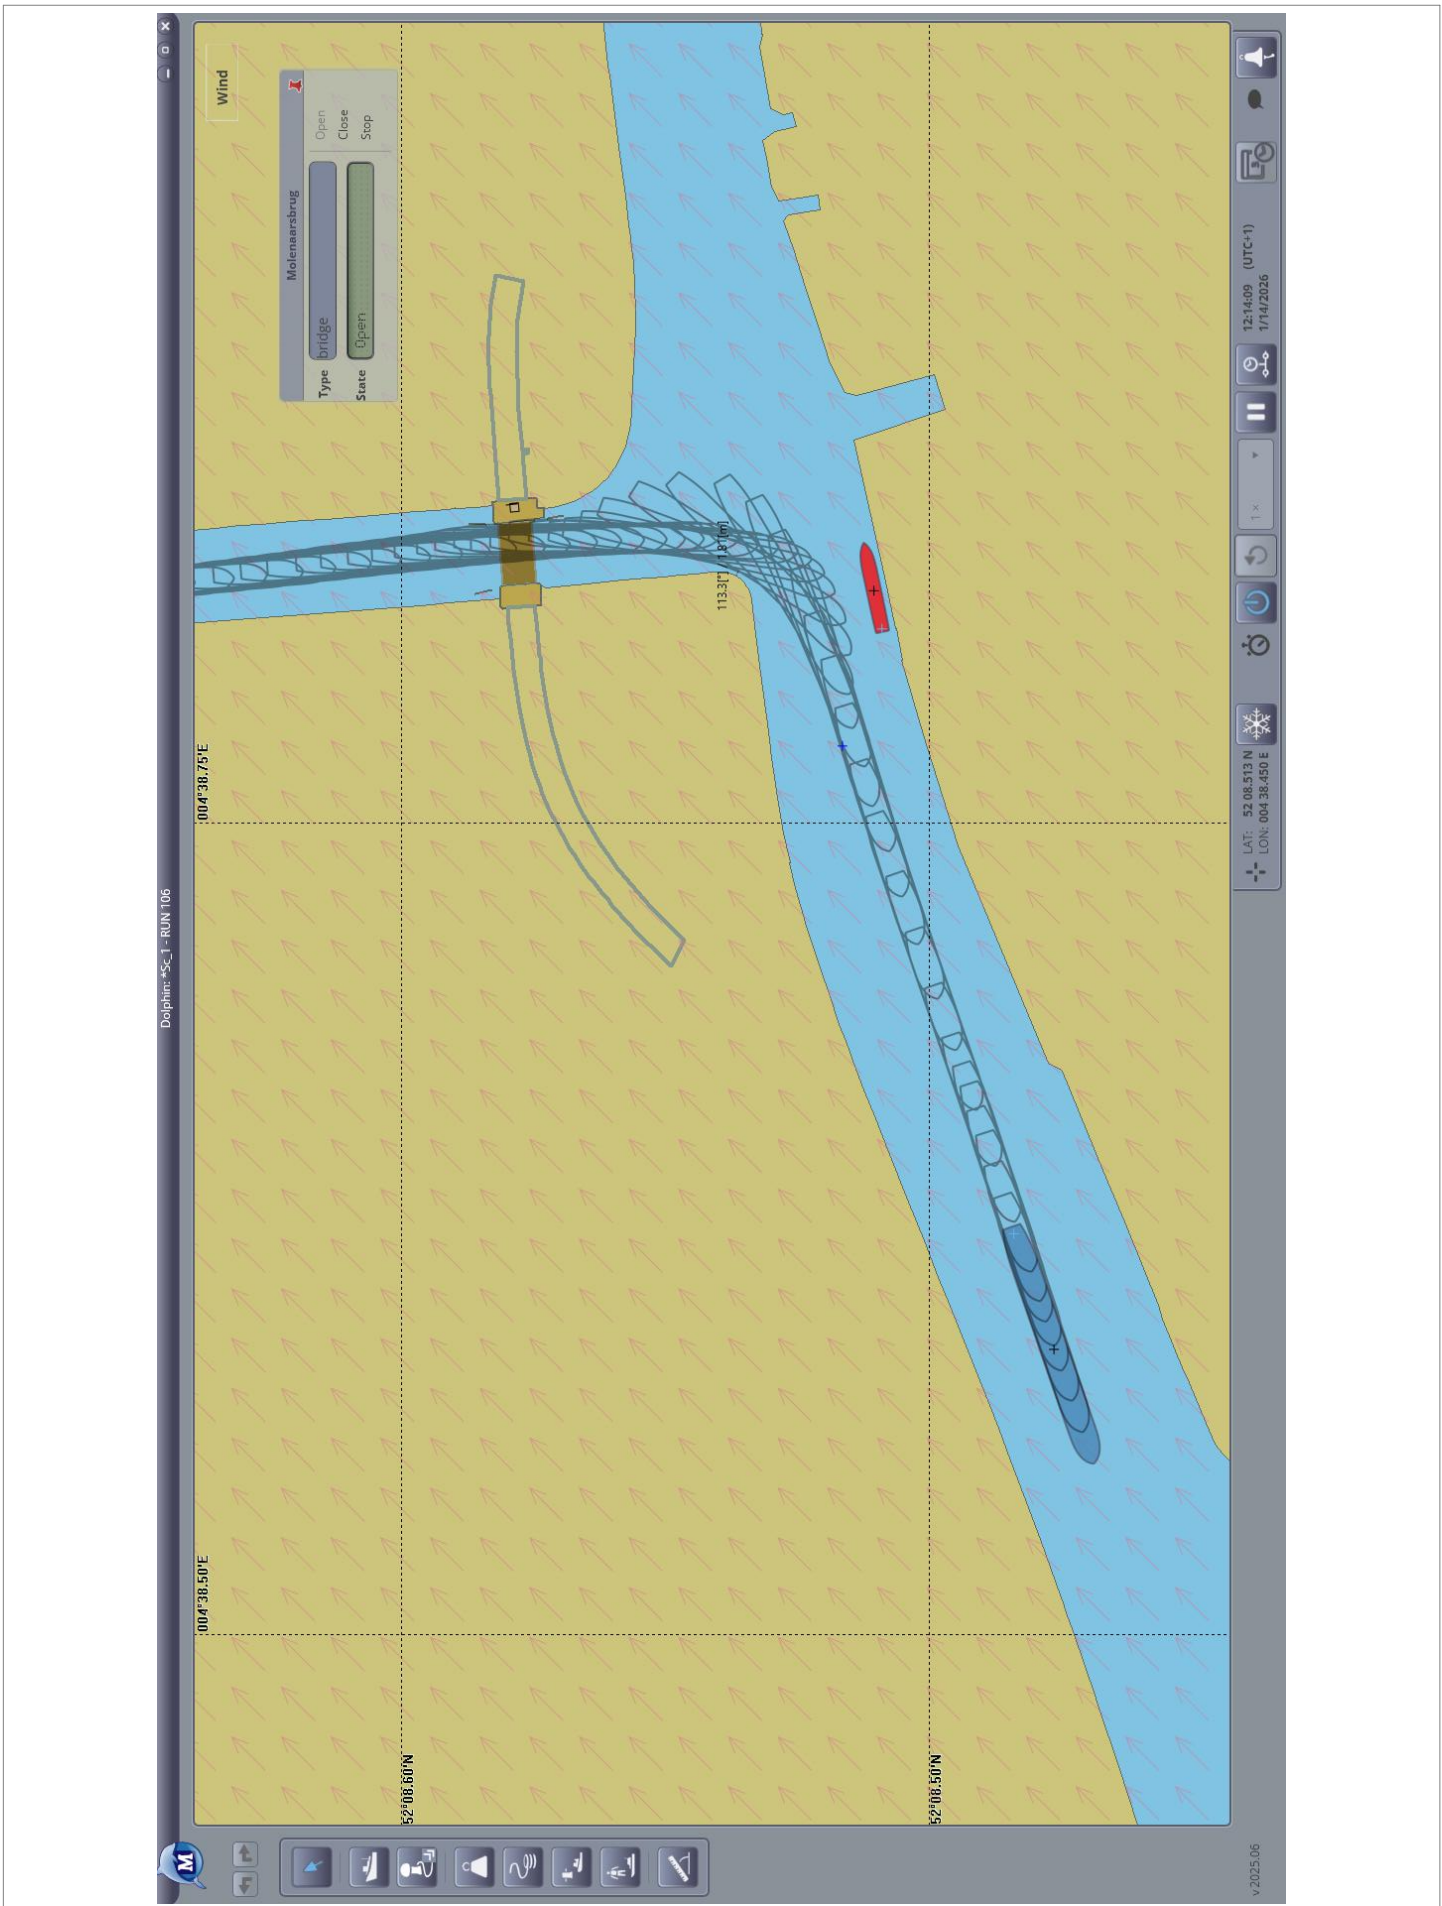 Dolphin: *Sc_1 - RUN 106
Wind
Molenaarsbrug
Type bridge Open
Close
State Open Stop
004°38.50'E
004°38.75'E
52°08.60'N
52°08.50'N
113.3[°] / 1.81[m]
v 2025.06
LAT: 52 08.513 N
LON: 004 38.450 E
1 ×
12:14:09 (UTC+1)
1/14/2026
M